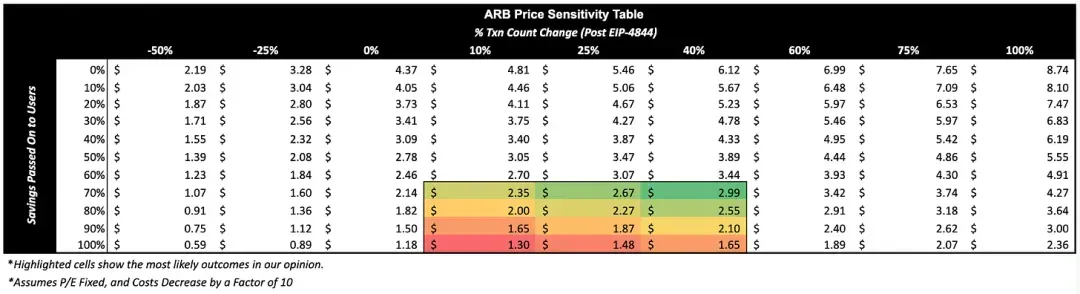 ARB Price Sensitivity Table
% Txn Count Change (Post EIP-4844)
-50% -25% 0% 10% 25% 40% 60% 75% 100%
Savings Passed On to Users
0% $ 2.19 $ 3.28 $ 4.37 $ 4.81 $ 5.46 $ 6.12 $ 6.99 $ 7.65 $ 8.74
10% $ 2.03 $ 3.04 $ 4.05 $ 4.46 $ 5.06 $ 5.67 $ 6.48 $ 7.09 $ 8.10
20% $ 1.87 $ 2.80 $ 3.73 $ 4.11 $ 4.67 $ 5.23 $ 5.97 $ 6.53 $ 7.47
30% $ 1.71 $ 2.56 $ 3.41 $ 3.75 $ 4.27 $ 4.78 $ 5.46 $ 5.97 $ 6.83
40% $ 1.55 $ 2.32 $ 3.09 $ 3.40 $ 3.87 $ 4.33 $ 4.95 $ 5.42 $ 6.19
50% $ 1.39 $ 2.08 $ 2.78 $ 3.05 $ 3.47 $ 3.89 $ 4.44 $ 4.86 $ 5.55
60% $ 1.23 $ 1.84 $ 2.46 $ 2.70 $ 3.07 $ 3.44 $ 3.93 $ 4.30 $ 4.91
70% $ 1.07 $ 1.60 $ 2.14 $ 2.35 $ 2.67 $ 2.99 $ 3.42 $ 3.74 $ 4.27
80% $ 0.91 $ 1.36 $ 1.82 $ 2.00 $ 2.27 $ 2.55 $ 2.91 $ 3.18 $ 3.64
90% $ 0.75 $ 1.12 $ 1.50 $ 1.65 $ 1.87 $ 2.10 $ 2.40 $ 2.62 $ 3.00
100% $ 0.59 $ 0.89 $ 1.18 $ 1.30 $ 1.48 $ 1.65 $ 1.89 $ 2.07 $ 2.36
*Highlighted cells show the most likely outcomes in our opinion.
*Assumes P/E Fixed, and Costs Decrease by a Factor of 10